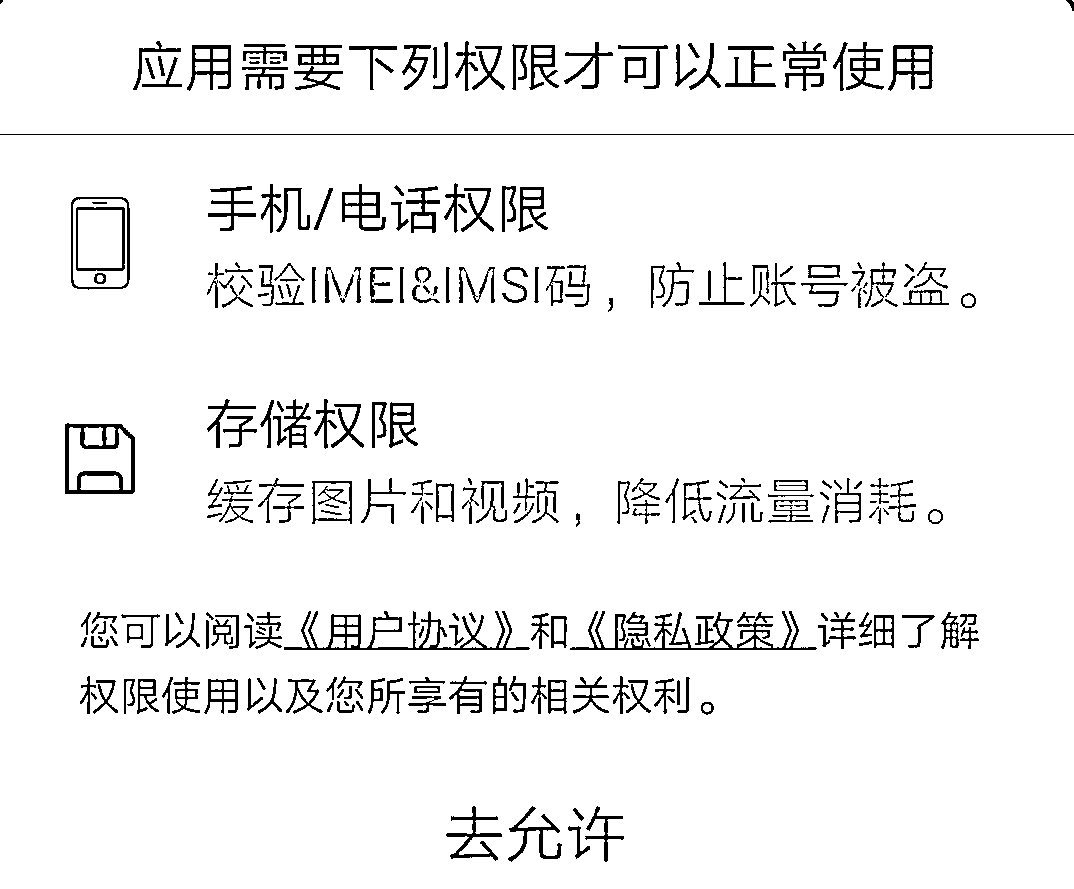 应用需要下列权限才可以正常使用
手机/电话权限
校验IMEI&IMSI码，防止账号被盗。
存储权限
缓存图片和视频，降低流量消耗。
您可以阅读《用户协议》和《隐私政策》详细了解
权限使用以及您所享有的相关权利。
去允许